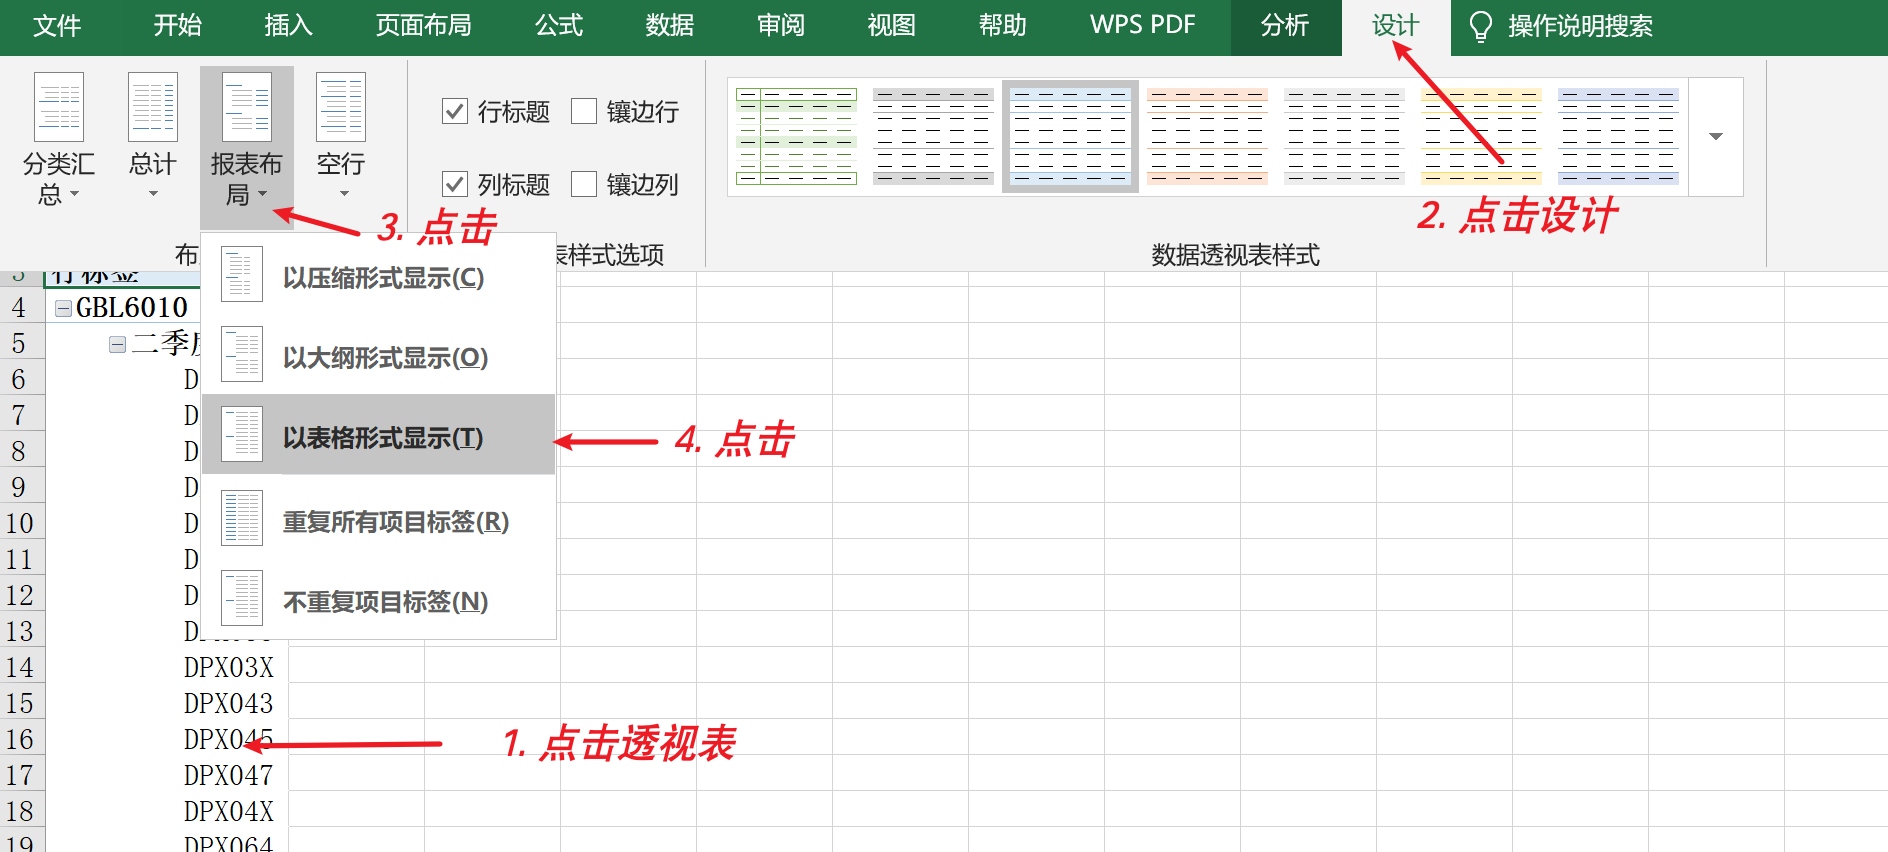 文件 开始 插入 页面布局 公式 数据 审阅 视图 帮助 WPS PDF 分析 设计 操作说明搜索
分类汇
总
总计
报表布
局
空行
行标题 镶边行
列标题 镶边列
2. 点击设计
3. 点击
布
表样式选项
数据透视表样式
3 行标签
以压缩形式显示(C)
4 GBL6010
5 二季度
以大纲形式显示(O)
6 D
7 D
以表格形式显示(T)
4. 点击
8 D
9 D
重复所有项目标签(R)
10 D
11 D
12 D
不重复项目标签(N)
13
14 DPX03X
15 DPX043
16 DPX045
1. 点击透视表
17 DPX047
18 DPX04X
19 DPX064